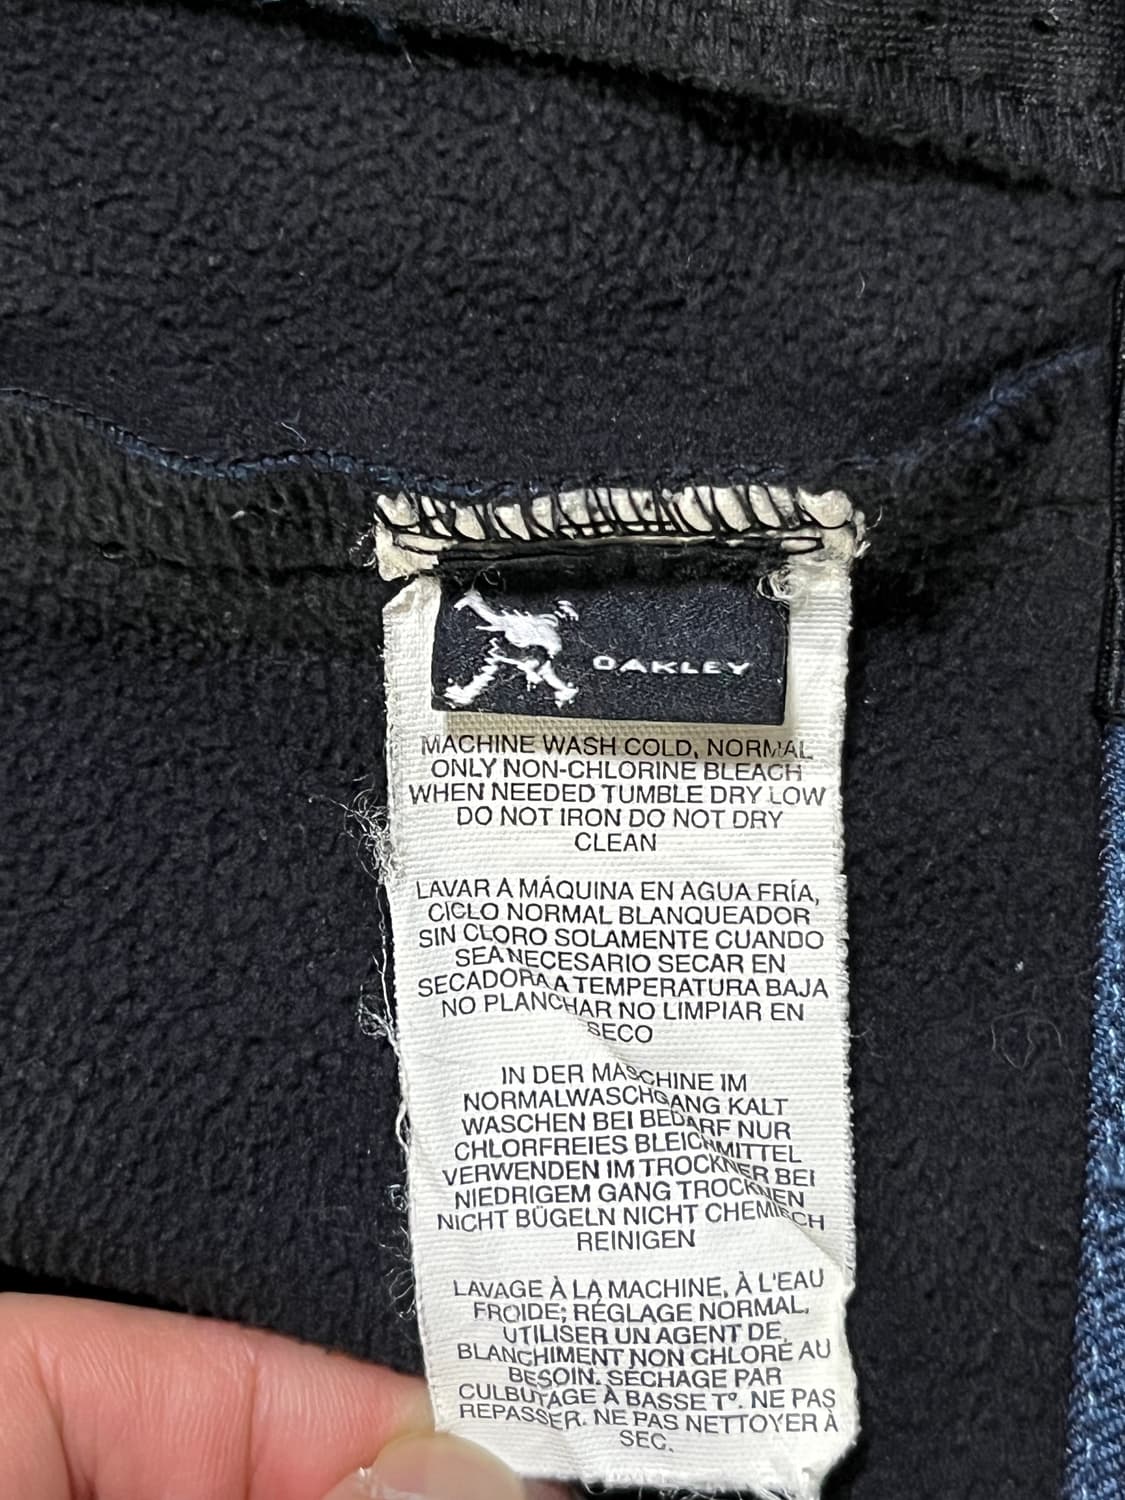 OAKLEY
MACHINE WASH COLD, NORMAL
ONLY NON-CHLORINE BLEACH
WHEN NEEDED TUMBLE DRY LOW
DO NOT IRON DO NOT DRY
CLEAN
LAVAR A MÁQUINA EN AGUA FRÍA,
CICLO NORMAL BLANQUEADOR
SIN CLORO SOLAMENTE CUANDO
SEA NECESARIO SECAR EN
SECADORA A TEMPERATURA BAJA
NO PLANCHAR NO LIMPIAR EN
SECO
IN DER MASCHINE IM
NORMALWASCHGANG KALT
WASCHEN BEI BEDARF NUR
CHLORFREIES BLEICHMITTEL
VERWENDEN IM TROCKNER BEI
NIEDRIGEM GANG TROCKNEN
NICHT BÜGELN NICHT CHEMISCH
REINIGEN
LAVAGE À LA MACHINE, À L'EAU
FROIDE; RÉGLAGE NORMAL.
UTILISER UN AGENT DE
BLANCHIMENT NON CHLORÉ AU
BESOIN. SÉCHAGE PAR
CULBUTAGE À BASSE Tº. NE PAS
REPASSER. NE PAS NETTOYER À
SEC.